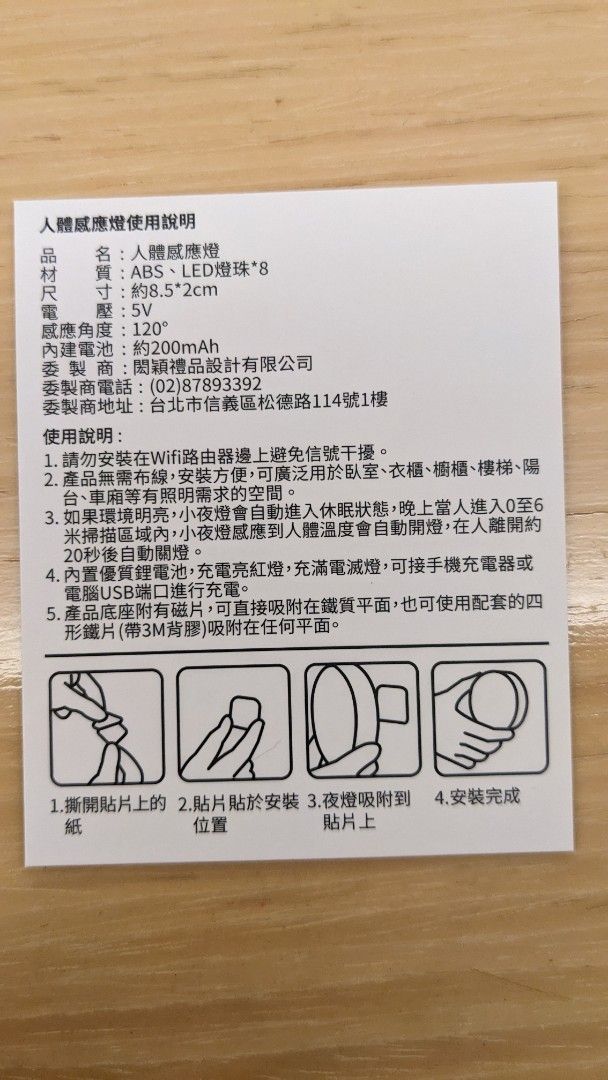 人體感應燈使用說明
品　　名：人體感應燈
材　　質：ABS、LED燈珠*8
尺　　寸：約8.5*2cm
電　　壓：5V
感應角度：120°
內建電池：約200mAh
委 製 商：閎穎禮品設計有限公司
委製商電話：(02)87893392
委製商地址：台北市信義區松德路114號1樓
使用說明：
1. 請勿安裝在Wifi路由器邊上避免信號干擾。
2. 產品無需布線，安裝方便，可廣泛用於臥室、衣櫃、櫥櫃、樓梯、陽
台、車廂等有照明需求的空間。
3. 如果環境明亮，小夜燈會自動進入休眠狀態，晚上當人進入0至6
米掃描區域內，小夜燈感應到人體溫度會自動開燈，在人離開約
20秒後自動關燈。
4. 內置優質鋰電池，充電亮紅燈，充滿電滅燈，可接手機充電器或
電腦USB端口進行充電。
5. 產品底座附有磁片，可直接吸附在鐵質平面，也可使用配套的四
形鐵片(帶3M背膠)吸附在任何平面。
1.撕開貼片上的紙
2.貼片貼於安裝位置
3.夜燈吸附到貼片上
4.安裝完成